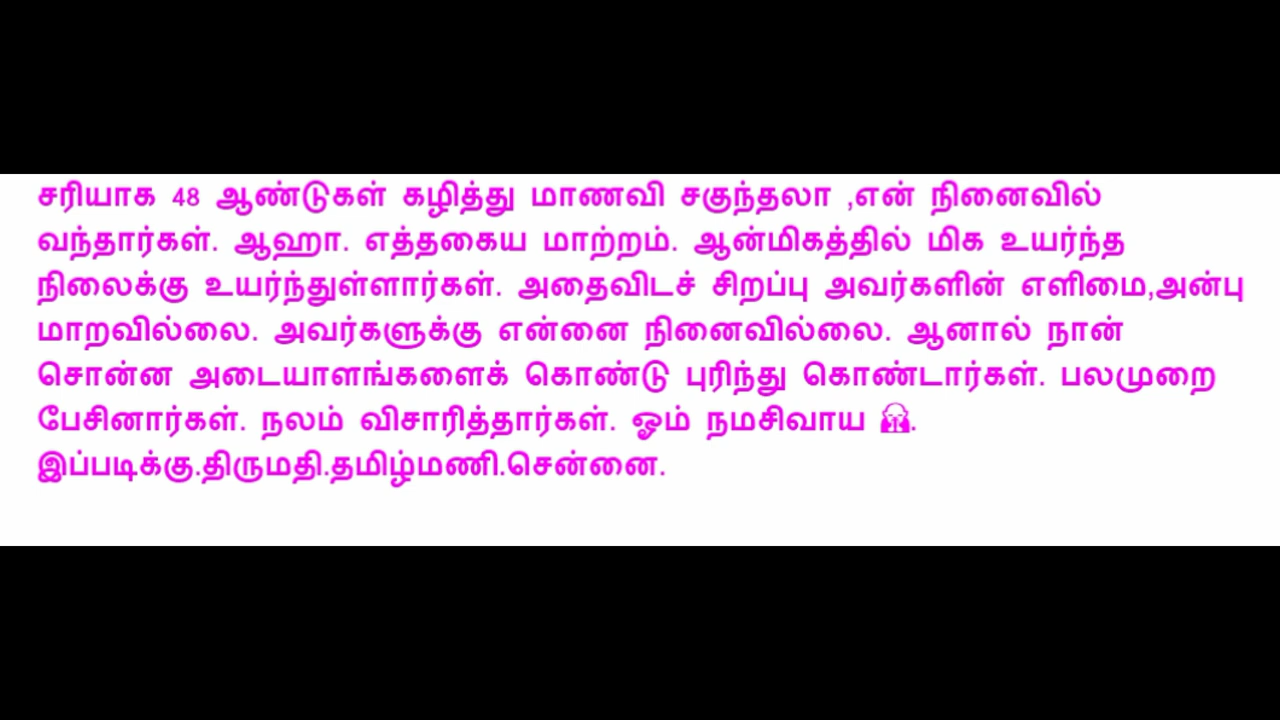 சரியாக 48 ஆண்டுகள் கழித்து மாணவி சகுந்தலா ,என் நினைவில்
வந்தார்கள். ஆஹா. எத்தகைய மாற்றம். ஆன்மிகத்தில் மிக உயர்ந்த
நிலைக்கு உயர்ந்துள்ளார்கள். அதைவிடச் சிறப்பு அவர்களின் எளிமை,அன்பு
மாறவில்லை. அவர்களுக்கு என்னை நினைவில்லை. ஆனால் நான்
சொன்ன அடையாளங்களைக் கொண்டு புரிந்து கொண்டார்கள். பலமுறை
பேசினார்கள். நலம் விசாரித்தார்கள். ஓம் நமசிவாய 🙏.
இப்படிக்கு.திருமதி.தமிழ்மணி.சென்னை.